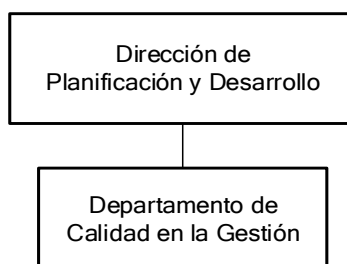 Dirección de
Planificación y Desarrollo
Departamento de
Calidad en la Gestión